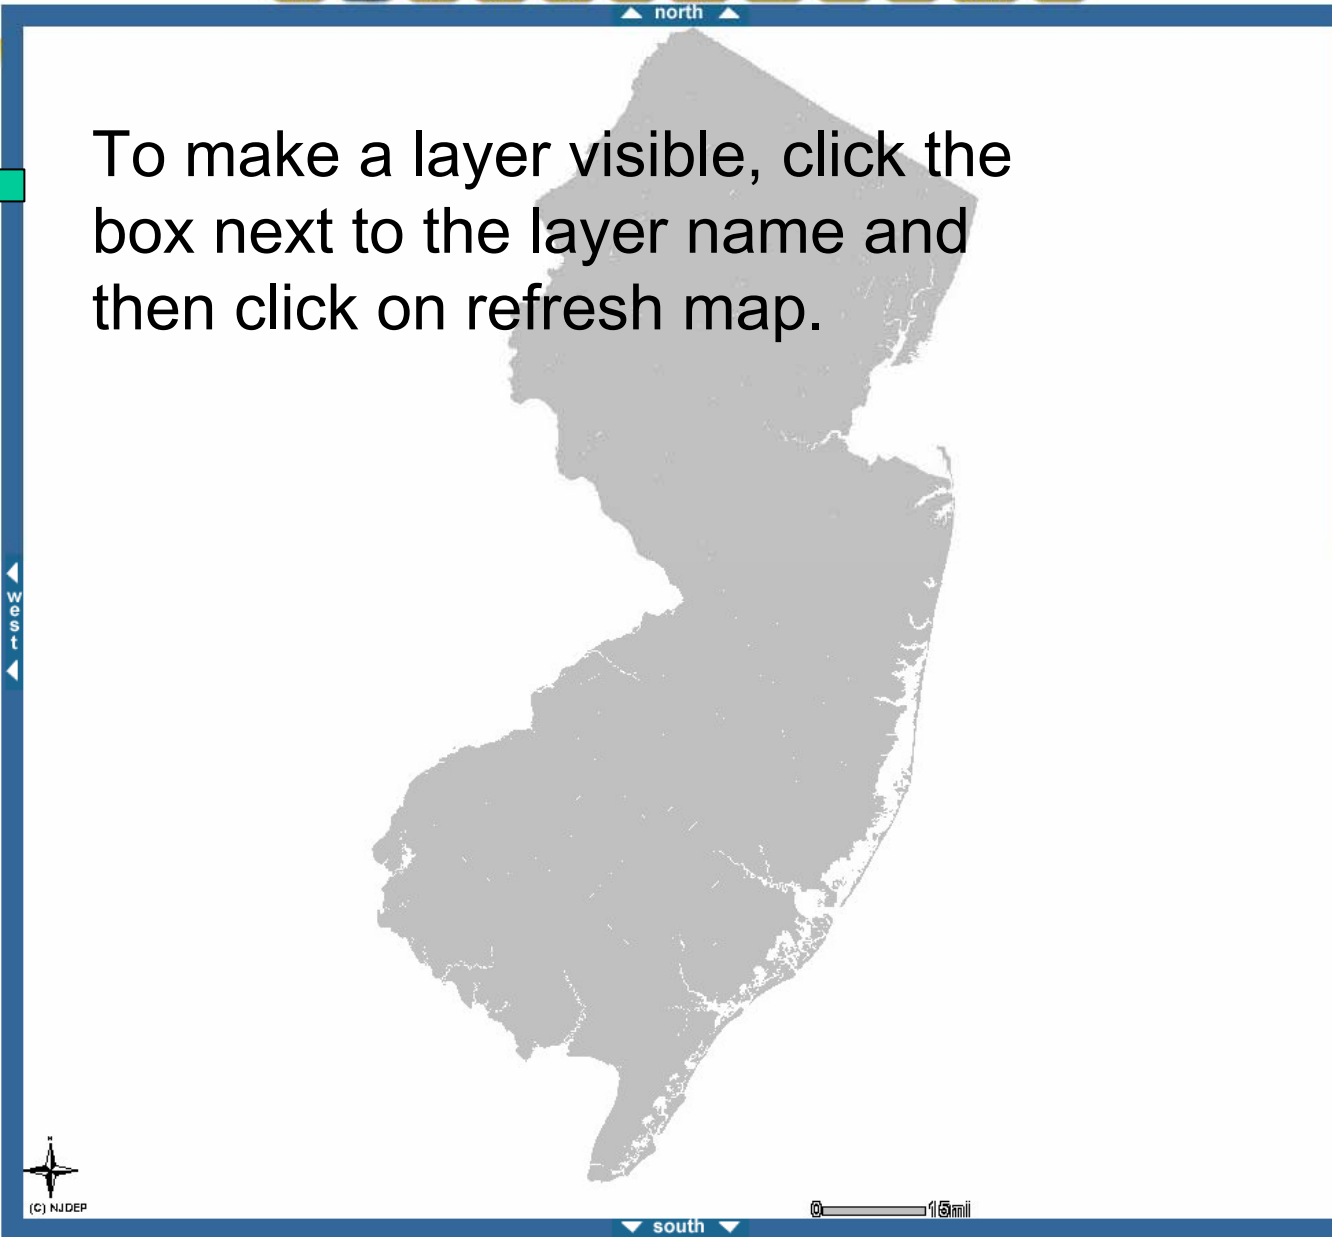 north
To make a layer visible, click the
box next to the layer name and
then click on refresh map.
west
N
(C) NJDEP
0 15mi
south